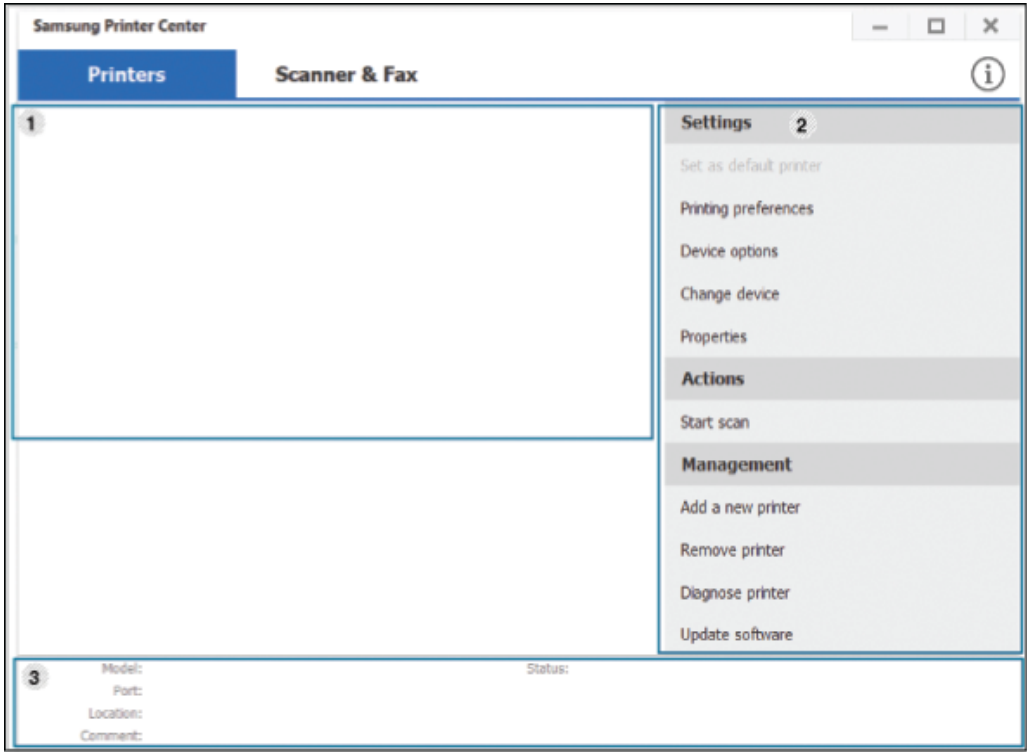 Samsung Printer Center
Printers
Scanner & Fax
i
1
Settings
2
Set as default printer
Printing preferences
Device options
Change device
Properties
Actions
Start scan
Management
Add a new printer
Remove printer
Diagnose printer
Update software
3
Model:
Status:
Port:
Location:
Comment: